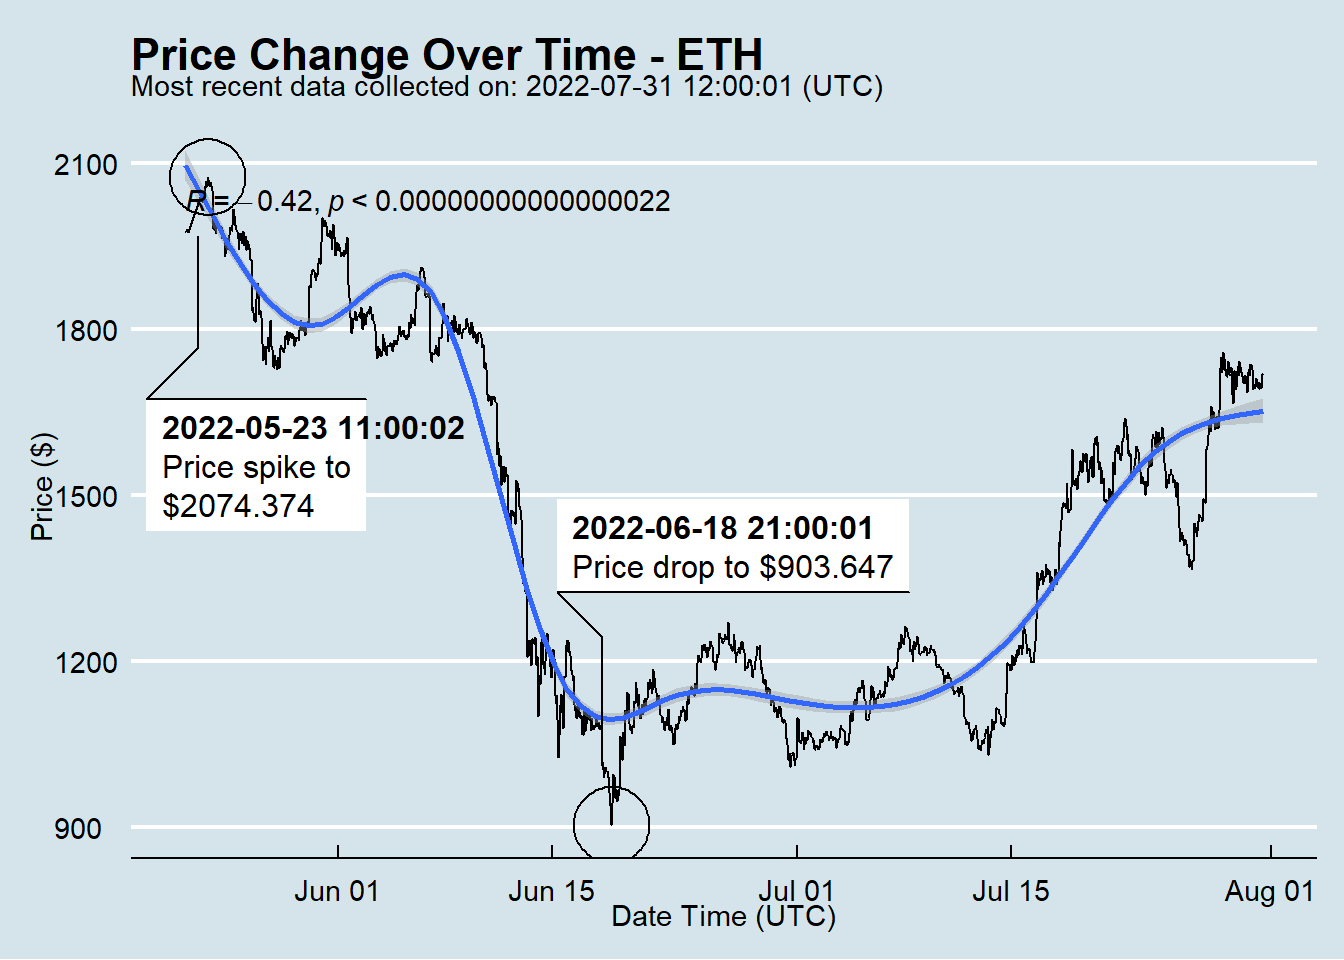 Price Change Over Time - ETH
Most recent data collected on: 2022-07-31 12:00:01 (UTC)
2100
1800
1500
1200
900
Price ($)
R = −0.42, p < 0.00000000000000022
2022-05-23 11:00:02
Price spike to
$2074.374
2022-06-18 21:00:01
Price drop to $903.647
Jun 01
Jun 15
Jul 01
Jul 15
Aug 01
Date Time (UTC)